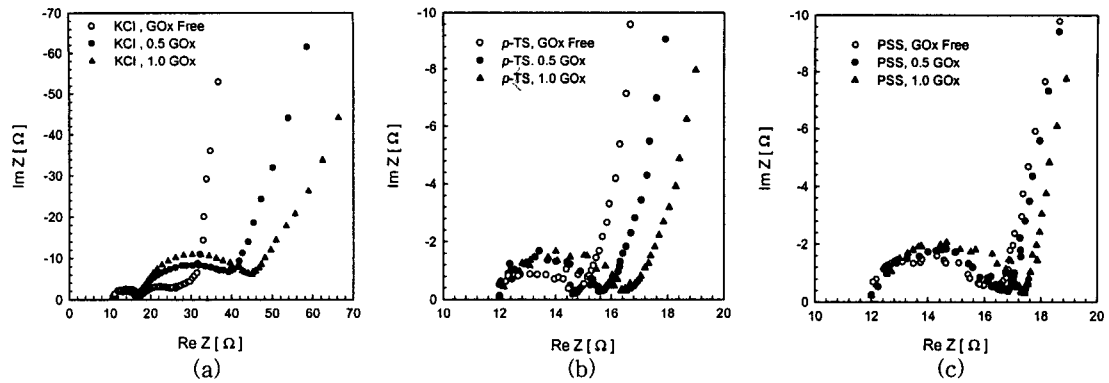 -70
-60
-50
-40
-30
-20
-10
0
Im Z [ Ω ]
KCl , GOx Free
KCl , 0.5 GOx
KCl , 1.0 GOx
0 10 20 30 40 50 60 70
Re Z [ Ω ]
(a)
-10
-8
-6
-4
-2
0
Im Z [ Ω ]
p-TS, GOx Free
p-TS. 0.5 GOx
p-TS, 1.0 GOx
10 12 14 16 18 20
Re Z [ Ω ]
(b)
-10
-8
-6
-4
-2
0
Im Z [ Ω ]
PSS, GOx Free
PSS, 0.5 GOx
PSS, 1.0 GOx
10 12 14 16 18 20
Re Z [ Ω ]
(c)